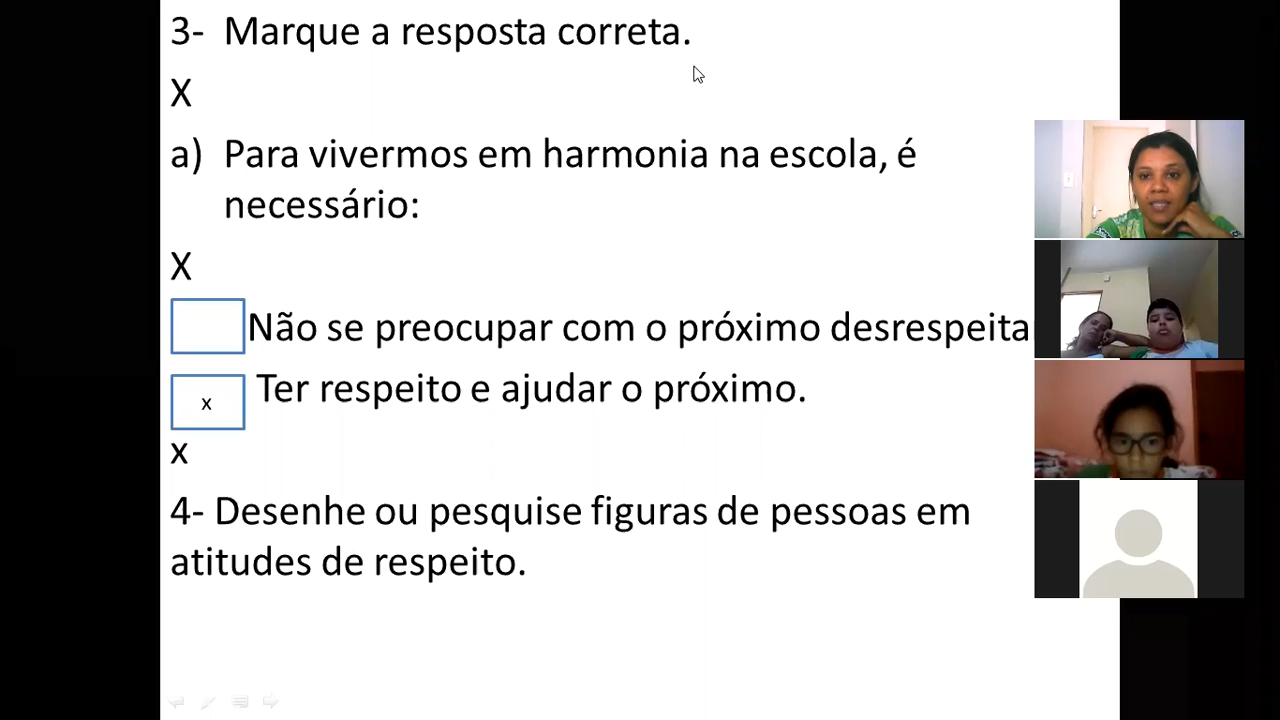 3- Marque a resposta correta.
X
a) Para vivermos em harmonia na escola, é
necessário:
X
Não se preocupar com o próximo desrespeita
x Ter respeito e ajudar o próximo.
x
4- Desenhe ou pesquise figuras de pessoas em
atitudes de respeito.